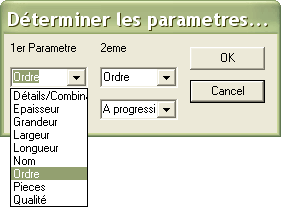 Déterminer les parametres...
1er Parametre 2eme
Ordre Ordre OK
Détails/Combina
Epaisseur
Grandeur
Largeur
Longueur
Nom
Ordre
Pieces
Qualité
A progressi Cancel